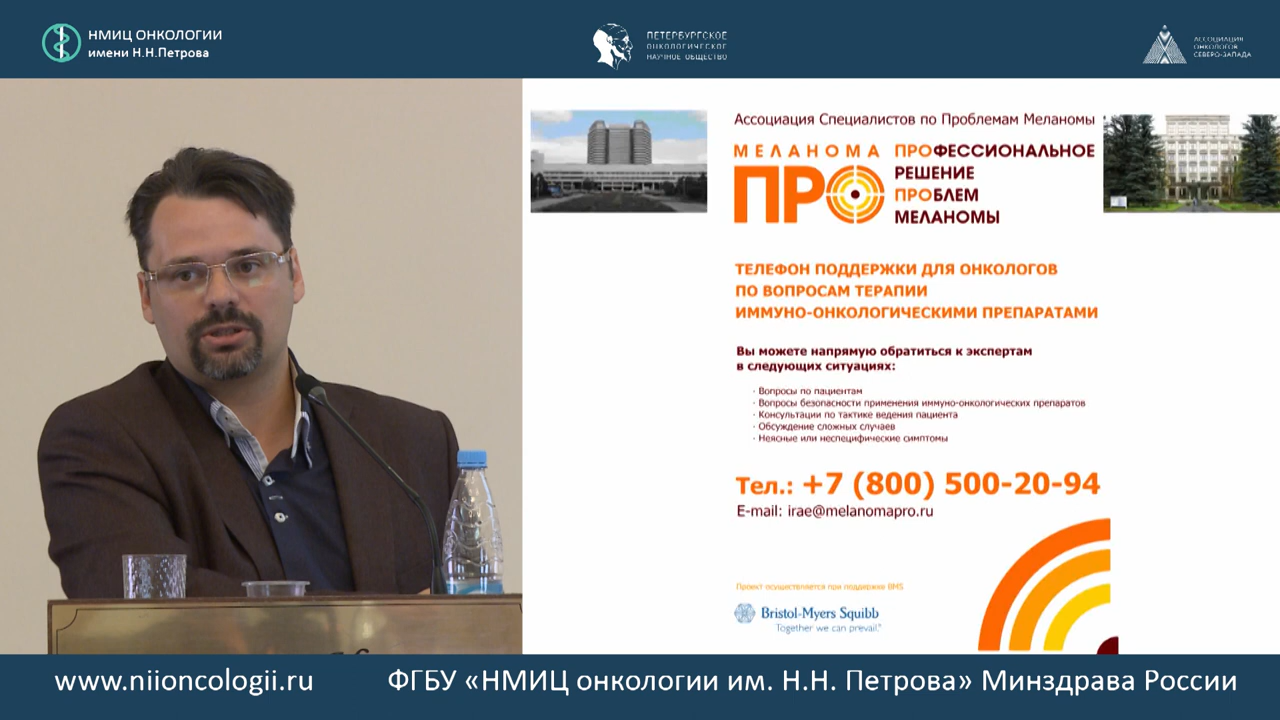 НМИЦ ОНКОЛОГИИ
имени Н.Н.Петрова
ПЕТЕРБУРГСКОЕ
ОНКОЛОГИЧЕСКОЕ
НАУЧНОЕ ОБЩЕСТВО
АССОЦИАЦИЯ
ОНКОЛОГОВ
СЕВЕРО-ЗАПАДА
Ассоциация Специалистов по Проблемам Меланомы
МЕЛАНОМА
ПРО
ПРОФЕССИОНАЛЬНОЕ
РЕШЕНИЕ
ПРОБЛЕМ
МЕЛАНОМЫ
ТЕЛЕФОН ПОДДЕРЖКИ ДЛЯ ОНКОЛОГОВ
ПО ВОПРОСАМ ТЕРАПИИ
ИММУНО-ОНКОЛОГИЧЕСКИМИ ПРЕПАРАТАМИ
Вы можете напрямую обратиться к экспертам
в следующих ситуациях:
· Вопросы по пациентам
· Вопросы безопасности применения иммуно-онкологических препаратов
· Консультации по тактике ведения пациента
· Обсуждение сложных случаев
· Неясные или неспецифические симптомы
Тел.: +7 (800) 500-20-94
E-mail: irae@melanomapro.ru
Проект осуществляется при поддержке BMS
Bristol-Myers Squibb
Together we can prevail.™
www.niioncologii.ru
ФГБУ «НМИЦ онкологии им. Н.Н. Петрова» Минздрава России